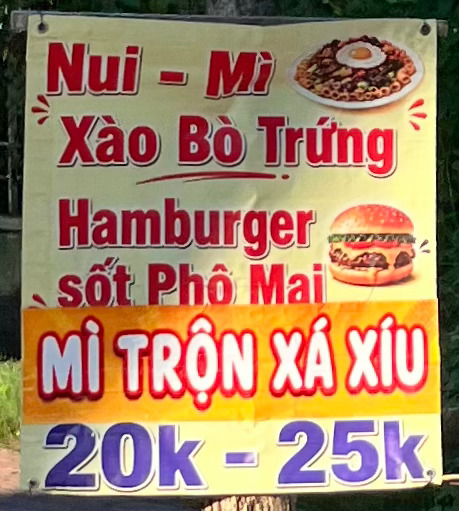 Nui - Mì
Xào Bò Trứng
Hamburger
sốt Phô Mai
MÌ TRỘN XÁ XÍU
20k - 25k